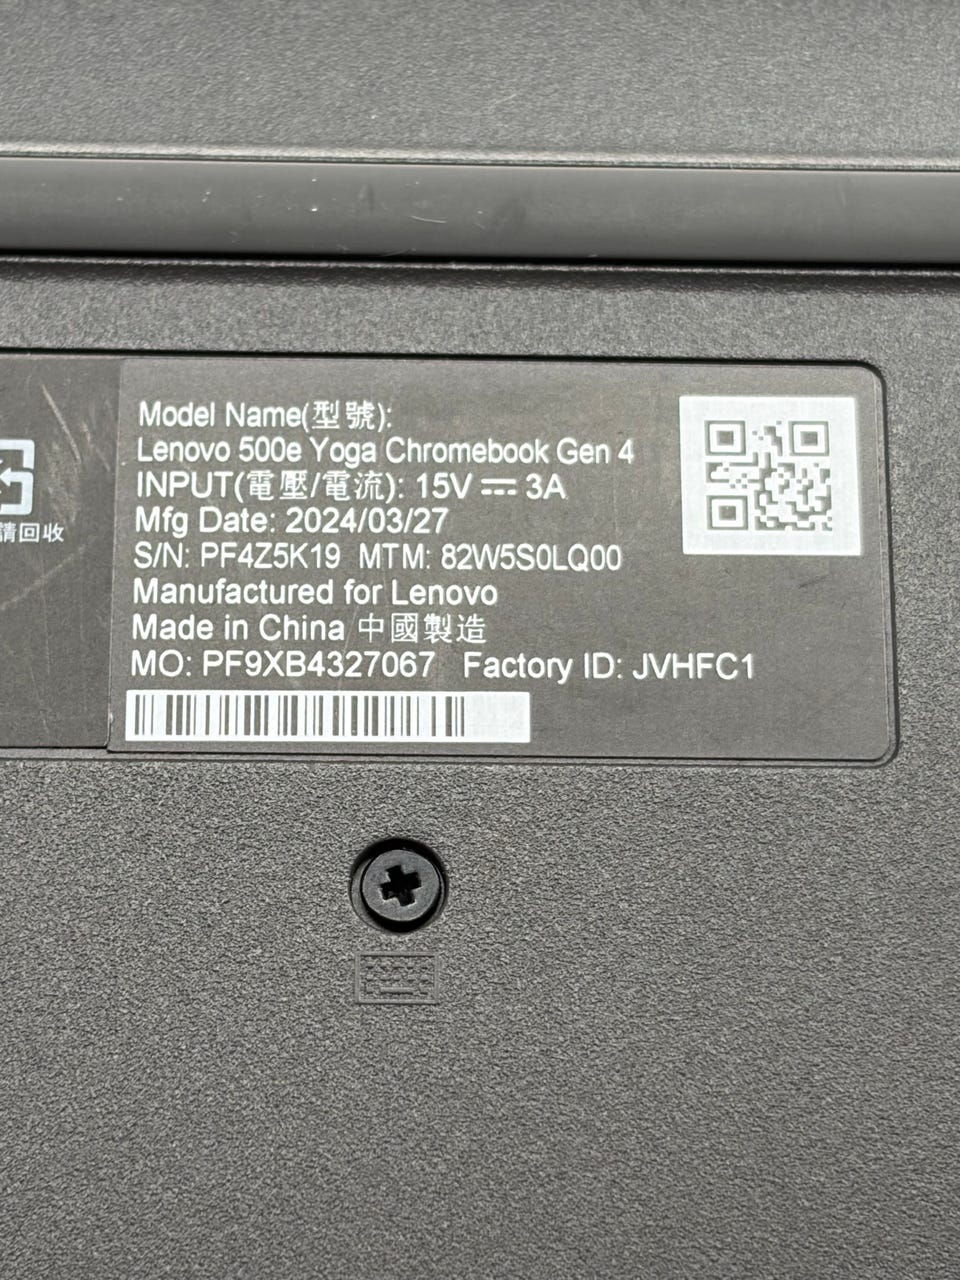 Model Name(型號):
Lenovo 500e Yoga Chromebook Gen 4
INPUT(電壓/電流): 15V ⎓ 3A
Mfg Date: 2024/03/27
請回收
S/N: PF4Z5K19 MTM: 82W5S0LQ00
Manufactured for Lenovo
Made in China 中國製造
MO: PF9XB4327067 Factory ID: JVHFC1